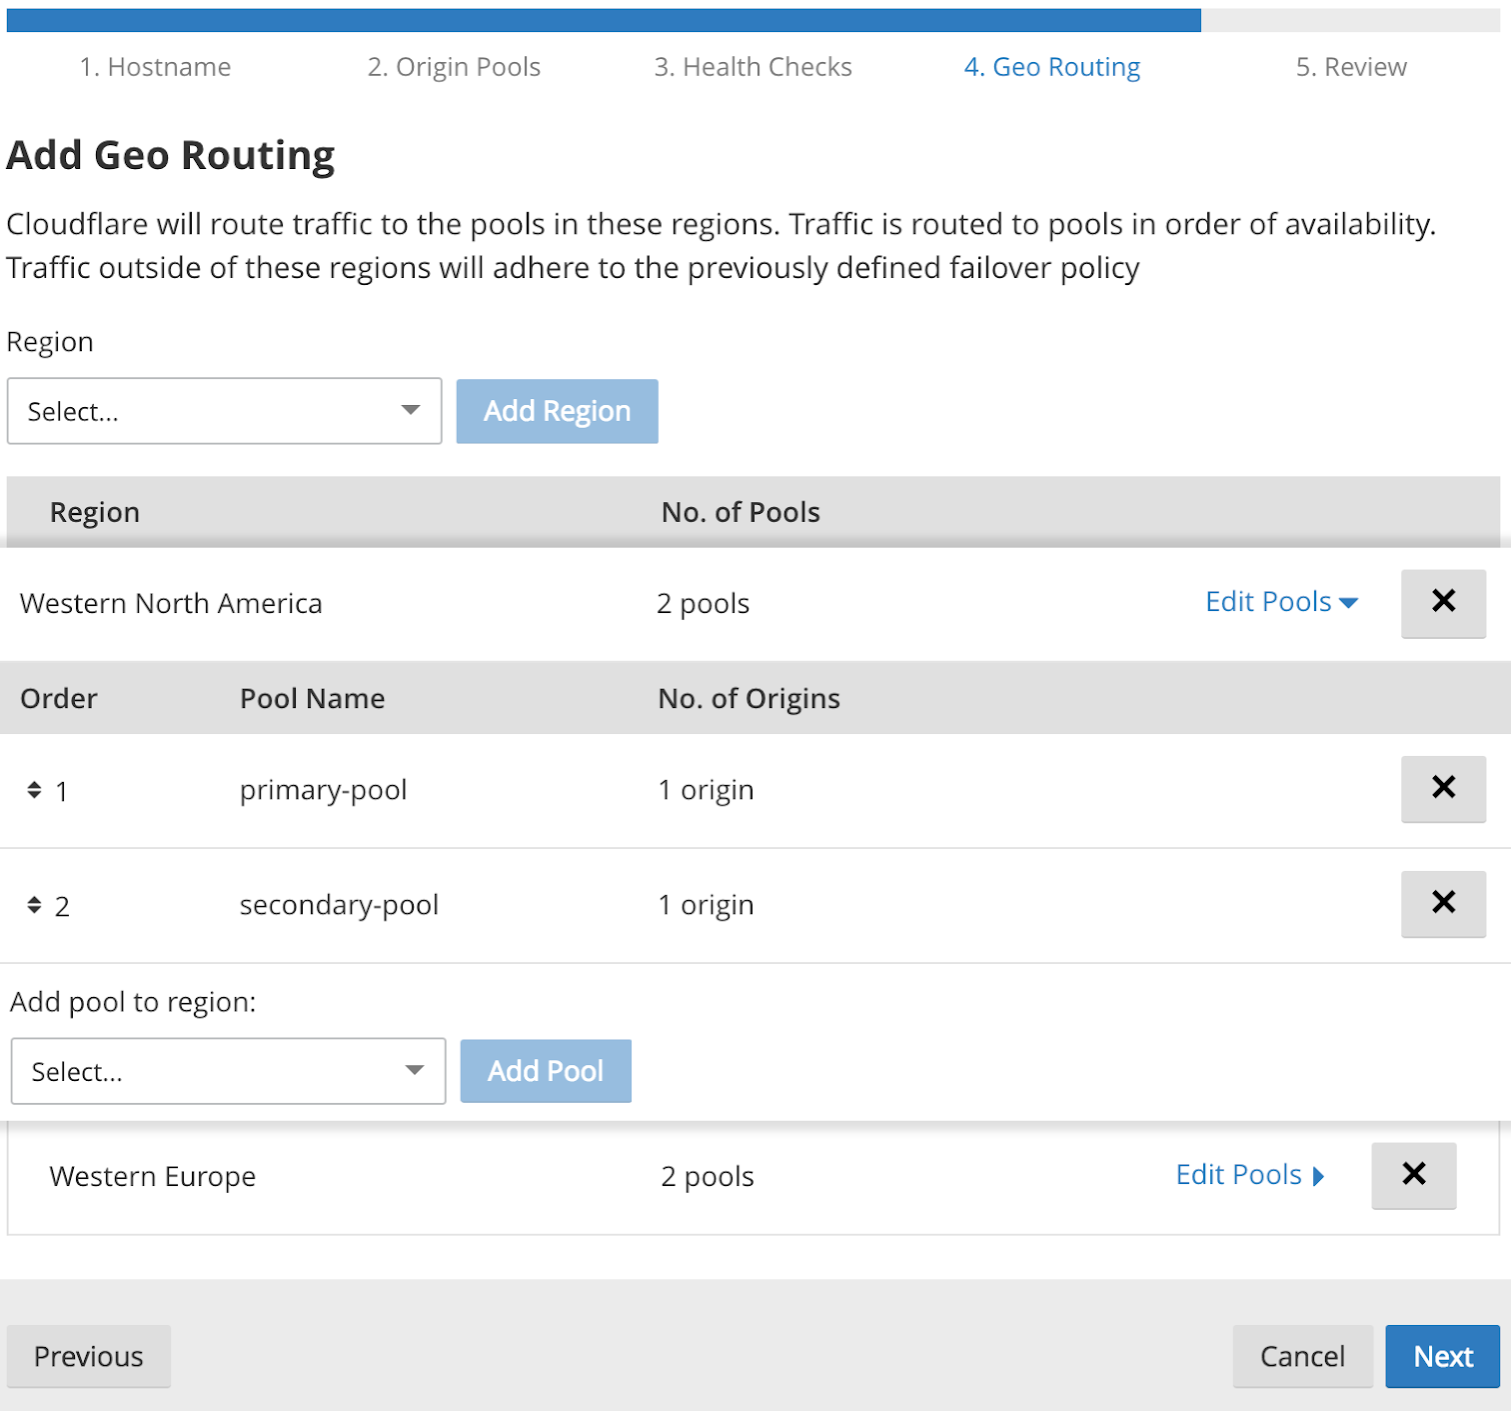 1. Hostname 2. Origin Pools 3. Health Checks 4. Geo Routing 5. Review
Add Geo Routing
Cloudflare will route traffic to the pools in these regions. Traffic is routed to pools in order of availability.
Traffic outside of these regions will adhere to the previously defined failover policy
Region
Select... Add Region
Region No. of Pools
Western North America 2 pools Edit Pools
Order Pool Name No. of Origins
1 primary-pool 1 origin
2 secondary-pool 1 origin
Add pool to region:
Select... Add Pool
Western Europe 2 pools Edit Pools
Previous Cancel Next